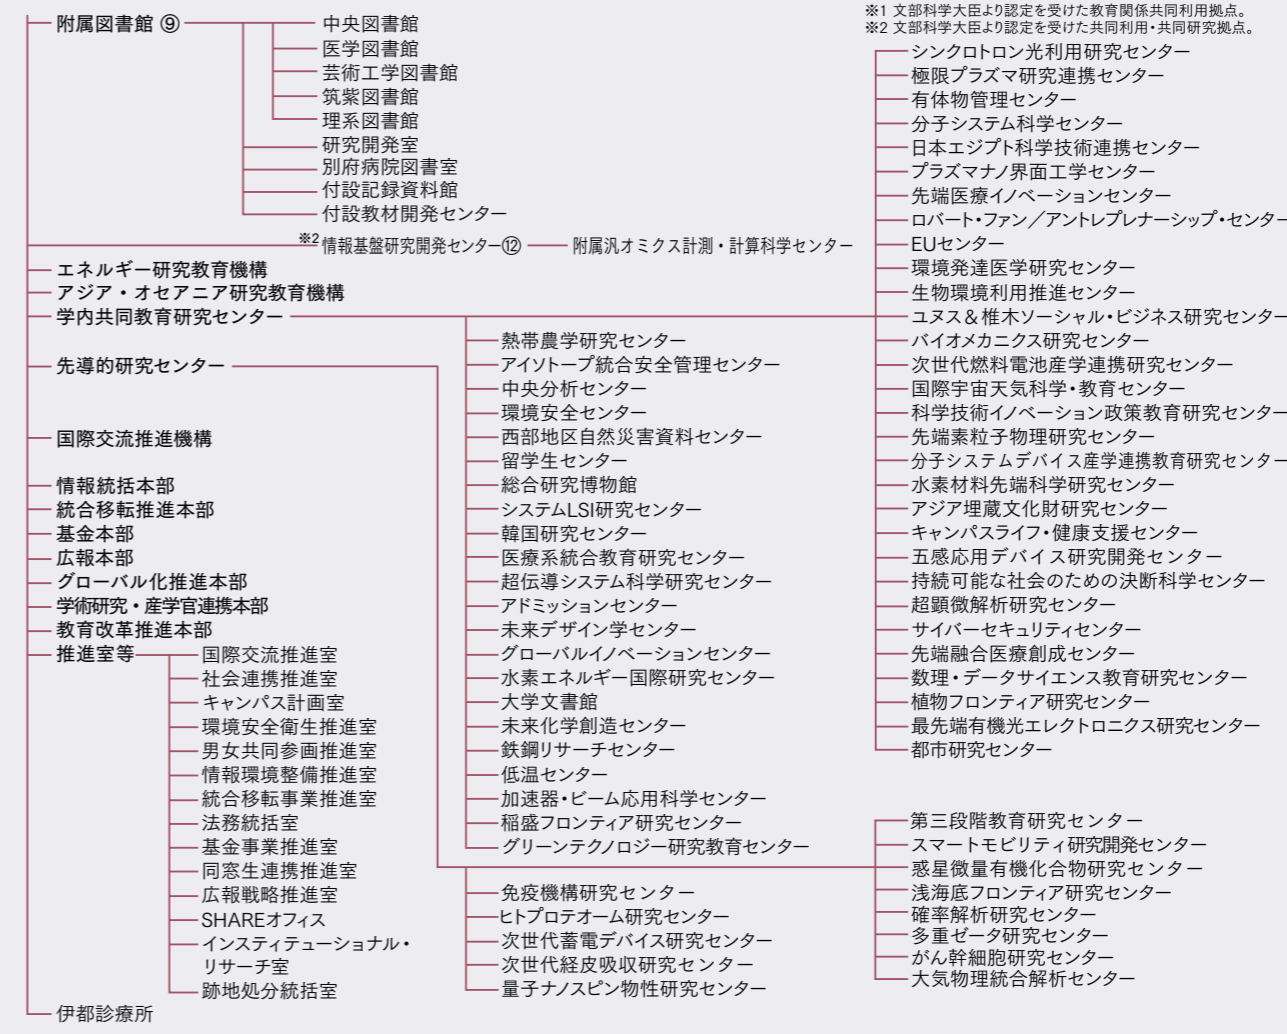 ※1 文部科学大臣より認定を受けた教育関係共同利用拠点。
※2 文部科学大臣より認定を受けた共同利用・共同研究拠点。
附属図書館 ⑨
中央図書館
医学図書館
芸術工学図書館
筑紫図書館
理系図書館
研究開発室
別府病院図書室
付設記録資料館
付設教材開発センター
※2 情報基盤研究開発センター⑫
附属汎オミクス計測・計算科学センター
エネルギー研究教育機構
アジア・オセアニア研究教育機構
学内共同教育研究センター
熱帯農学研究センター
アイソトープ統合安全管理センター
中央分析センター
環境安全センター
西部地区自然災害資料センター
留学生センター
総合研究博物館
システムLSI研究センター
韓国研究センター
医療系統合教育研究センター
超伝導システム科学研究センター
アドミッションセンター
未来デザイン学センター
グローバルイノベーションセンター
水素エネルギー国際研究センター
大学文書館
未来化学創造センター
鉄鋼リサーチセンター
低温センター
加速器・ビーム応用科学センター
稲盛フロンティア研究センター
グリーンテクノロジー研究教育センター
シンクロトロン光利用研究センター
極限プラズマ研究連携センター
有体物管理センター
分子システム科学センター
日本エジプト科学技術連携センター
プラズマナノ界面工学センター
先端医療イノベーションセンター
ロバート・ファン／アントレプレナーシップ・センター
EUセンター
環境発達医学研究センター
生物環境利用推進センター
ユヌス＆椎木ソーシャル・ビジネス研究センター
バイオメカニクス研究センター
次世代燃料電池産学連携研究センター
国際宇宙天気科学・教育センター
科学技術イノベーション政策教育研究センター
先端素粒子物理研究センター
分子システムデバイス産学連携教育研究センター
水素材料先端科学研究センター
アジア埋蔵文化財研究センター
キャンパスライフ・健康支援センター
五感応用デバイス研究開発センター
持続可能な社会のための決断科学センター
超顕微解析研究センター
サイバーセキュリティセンター
先端融合医療創成センター
数理・データサイエンス教育研究センター
植物フロンティア研究センター
最先端有機光エレクトロニクス研究センター
都市研究センター
先導的研究センター
免疫機構研究センター
ヒトプロテオーム研究センター
次世代蓄電デバイス研究センター
次世代経皮吸収研究センター
量子ナノスピン物性研究センター
第三段階教育研究センター
スマートモビリティ研究開発センター
惑星微量有機化合物研究センター
浅海底フロンティア研究センター
確率解析研究センター
多重ゼータ研究センター
がん幹細胞研究センター
大気物理統合解析センター
国際交流推進機構
情報統括本部
統合移転推進本部
基金本部
広報本部
グローバル化推進本部
学術研究・産学官連携本部
教育改革推進本部
推進室等
国際交流推進室
社会連携推進室
キャンパス計画室
環境安全衛生推進室
男女共同参画推進室
情報環境整備推進室
統合移転事業推進室
法務統括室
基金事業推進室
同窓生連携推進室
広報戦略推進室
SHAREオフィス
インスティテューショナル・
リサーチ室
跡地処分統括室
伊都診療所